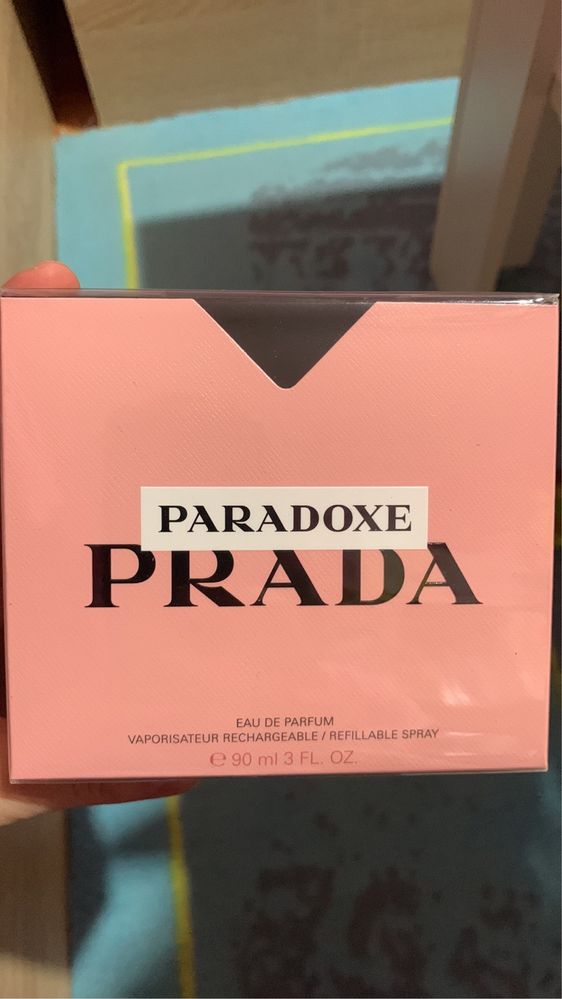 PARADOXE
PRADA
EAU DE PARFUM
VAPORISATEUR RECHARGEABLE / REFILLABLE SPRAY
℮ 90 ml 3 FL. OZ.